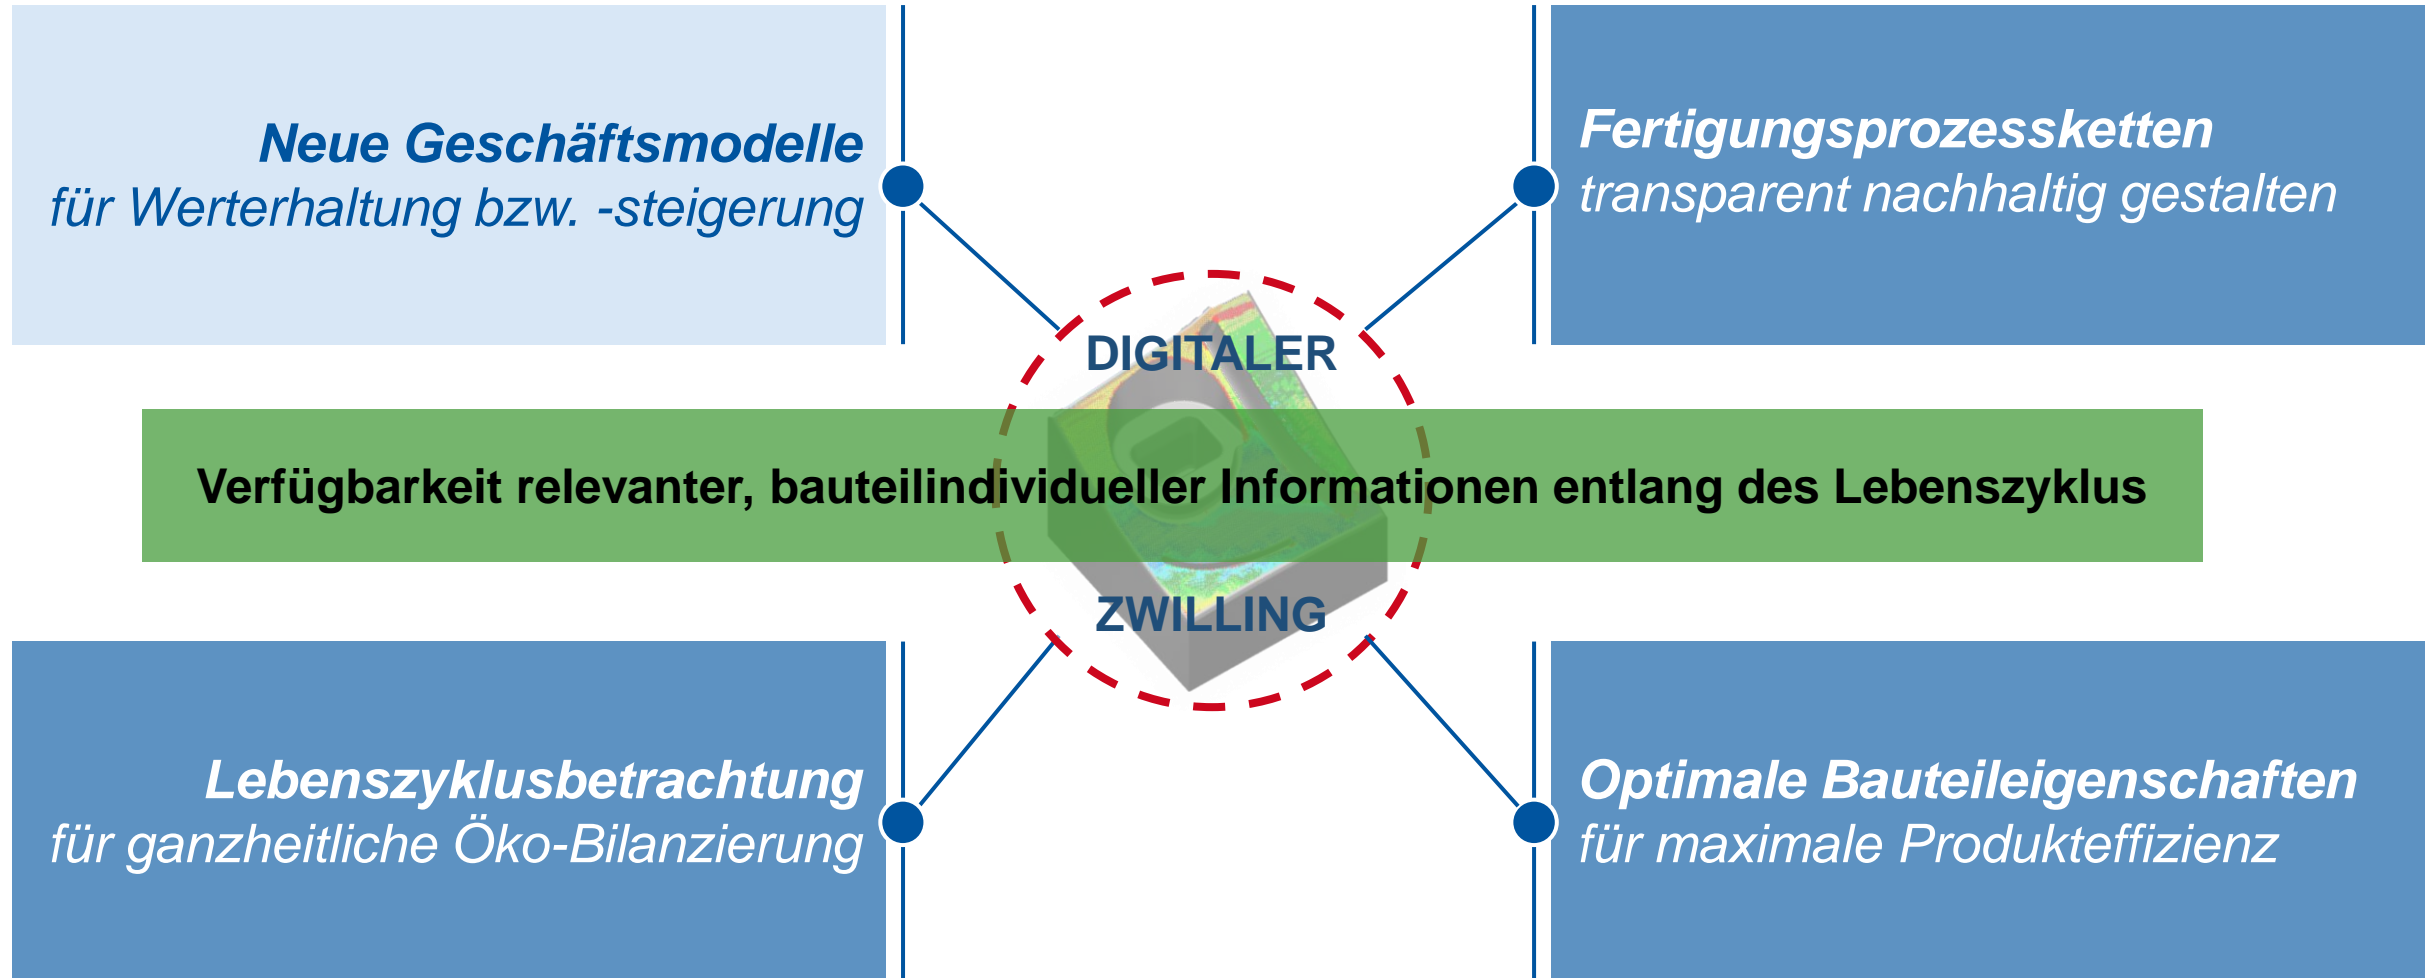 Neue Geschäftsmodelle
für Werterhaltung bzw. -steigerung
Fertigungsprozessketten
transparent nachhaltig gestalten
DIGITALER
Verfügbarkeit relevanter, bauteilindividueller Informationen entlang des Lebenszyklus
ZWILLING
Lebenszyklusbetrachtung
für ganzheitliche Öko-Bilanzierung
Optimale Bauteileigenschaften
für maximale Produkteffizienz